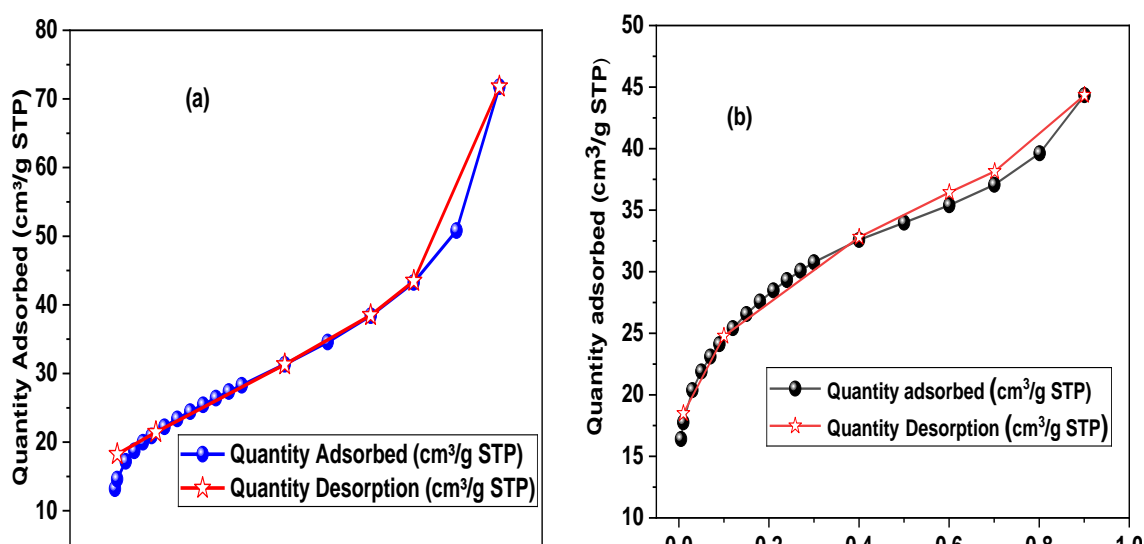 Quantity Adsorbed (cm³/g STP)
80
70
60
50
40
30
20
10
(a)
Quantity Adsorbed (cm³/g STP)
Quantity Desorption (cm³/g STP)
Quantity adsorbed (cm³/g STP)
50
45
40
35
30
25
20
15
10
(b)
Quantity adsorbed (cm³/g STP)
Quantity Desorption (cm³/g STP)
0.0 0.2 0.4 0.6 0.8 1.0